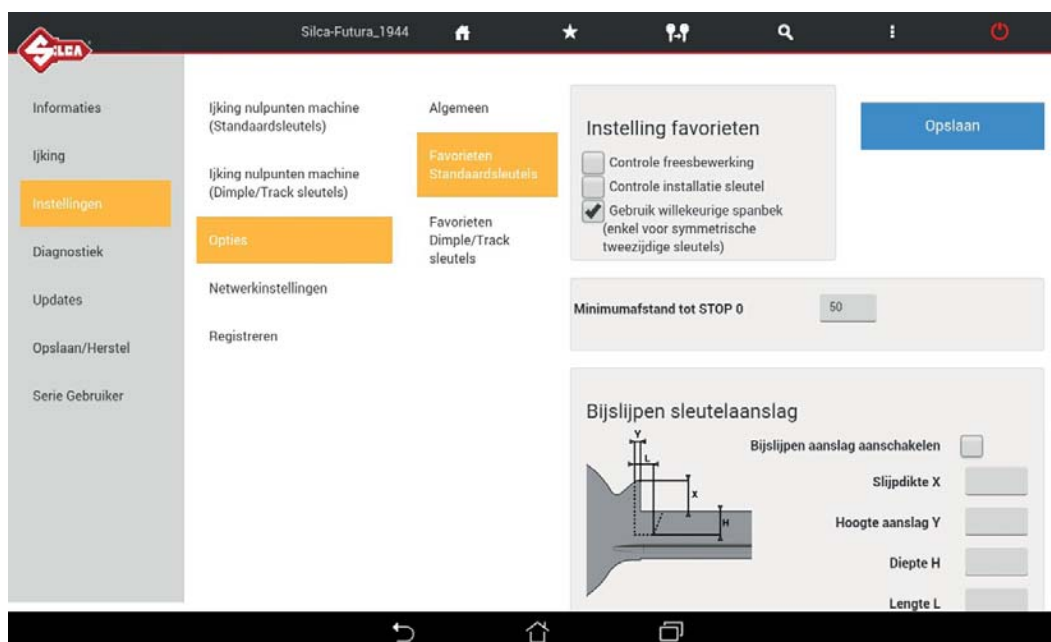 SILCA
Silca-Futura_1944
Informaties
Ijking
Instellingen
Diagnostiek
Updates
Opslaan/Herstel
Serie Gebruiker
Ijking nulpunten machine
(Standaardsleutels)
Ijking nulpunten machine
(Dimple/Track sleutels)
Opties
Netwerkinstellingen
Registreren
Algemeen
Favorieten
Standaardsleutels
Favorieten
Dimple/Track
sleutels
Instelling favorieten
Controle freesbewerking
Controle installatie sleutel
Gebruik willekeurige spanbek
(enkel voor symmetrische
tweezijdige sleutels)
Opslaan
Minimumafstand tot STOP 0
50
Bijslijpen sleutelaanslag
Y
L
X
H
Bijslijpen aanslag aanschakelen
Slijpdikte X
Hoogte aanslag Y
Diepte H
Lengte L